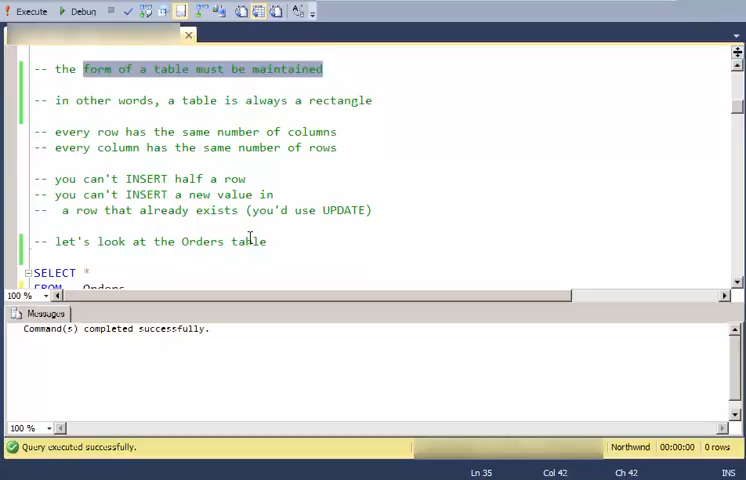 Execute Debug
-- the form of a table must be maintained
-- in other words, a table is always a rectangle
-- every row has the same number of columns
-- every column has the same number of rows
-- you can't INSERT half a row
-- you can't INSERT a new value in
-- a row that already exists (you'd use UPDATE)
-- let's look at the Orders table
SELECT *
FROM Orders
100 %
Messages
Command(s) completed successfully.
100 %
Query executed successfully. Northwind 00:00:00 0 rows
Ln 35 Col 42 Ch 42 INS